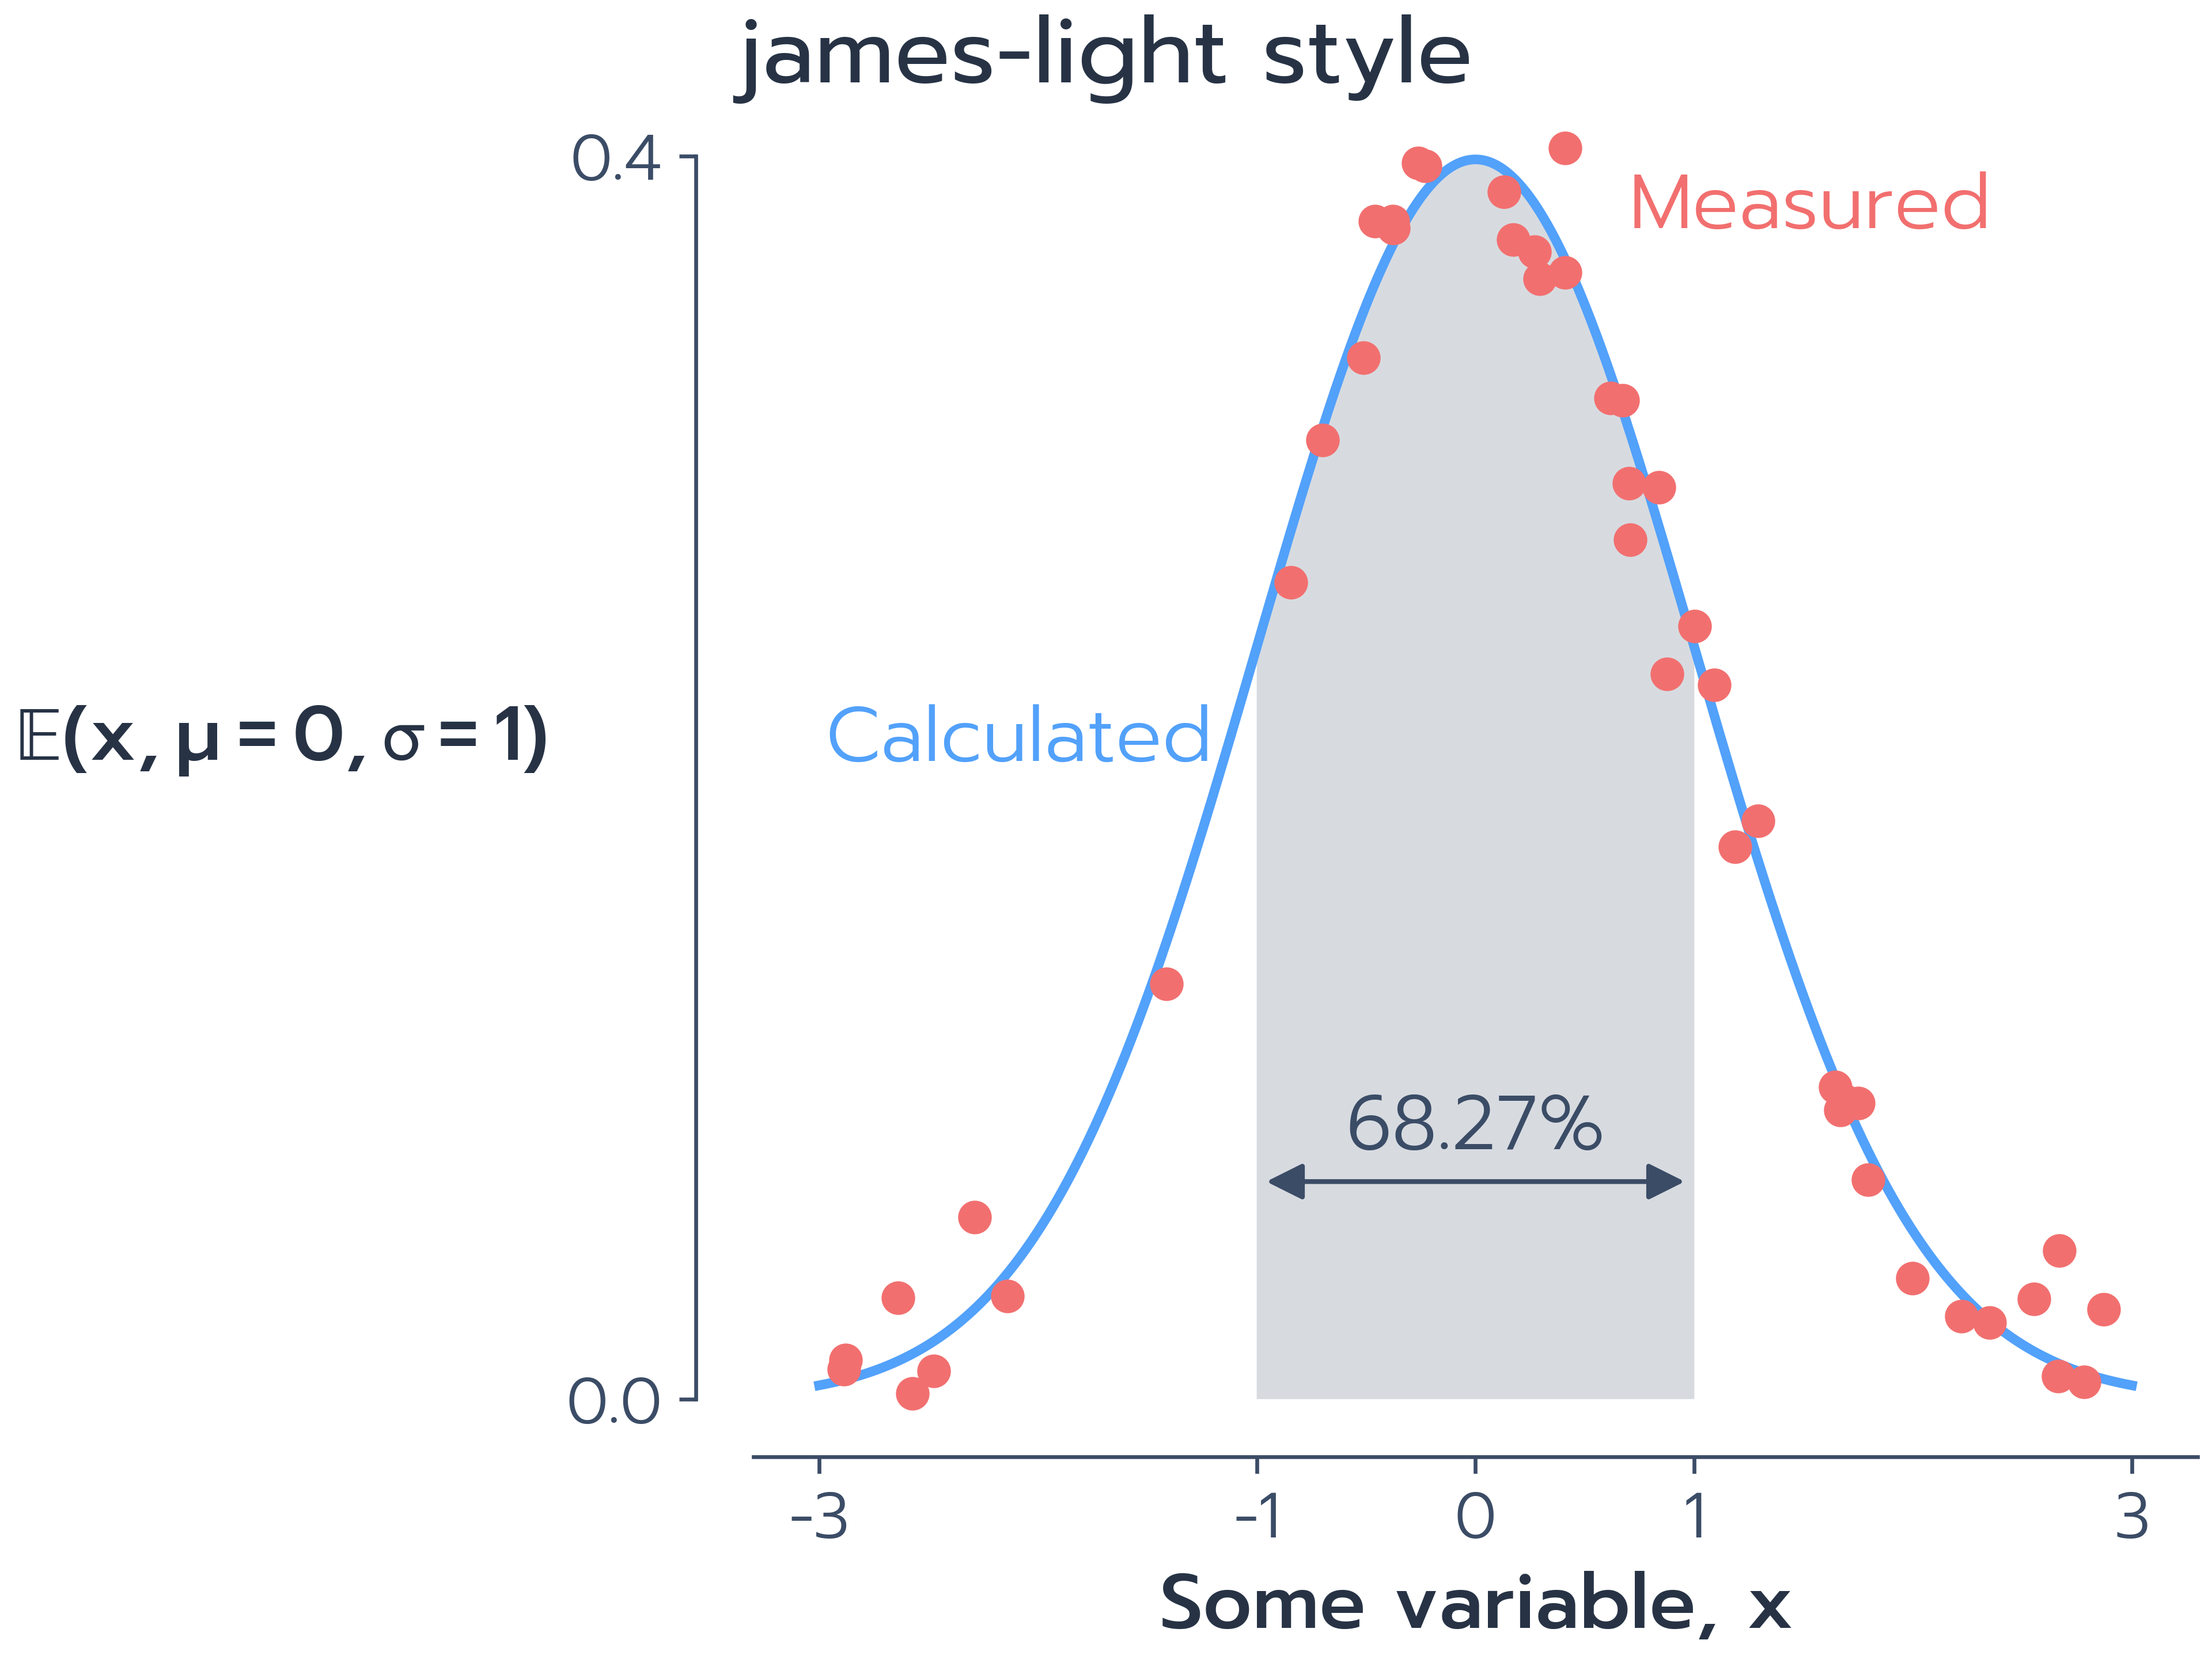 james-light style
0.4
Measured
𝔼(x, μ = 0, σ = 1)
Calculated
68.27%
0.0
-3 -1 0 1 3
Some variable, x